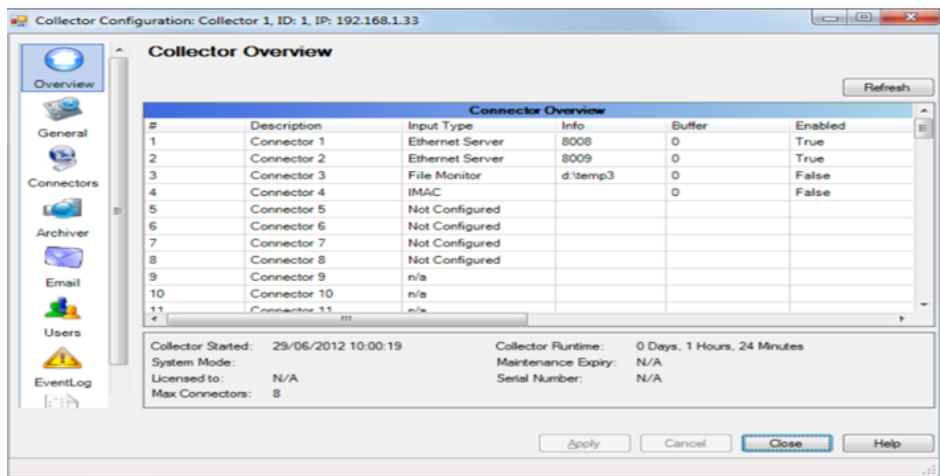 Collector Configuration: Collector 1, ID: 1, IP: 192.168.1.33
Overview
General
Connectors
Archiver
Email
Users
EventLog
Collector Overview
Refresh
Connector Overview
# Description Input Type Info Buffer Enabled
1 Connector 1 Ethernet Server 8008 0 True
2 Connector 2 Ethernet Server 8009 0 True
3 Connector 3 File Monitor d:\temp3 0 False
4 Connector 4 IMAC 0 False
5 Connector 5 Not Configured
6 Connector 6 Not Configured
7 Connector 7 Not Configured
8 Connector 8 Not Configured
9 Connector 9 n/a
10 Connector 10 n/a
11 Connector 11 n/a
Collector Started: 29/06/2012 10:00:19 Collector Runtime: 0 Days, 1 Hours, 24 Minutes
System Mode: Maintenance Expiry: N/A
Licensed to: N/A Serial Number: N/A
Max Connectors: 8
Apply Cancel Close Help